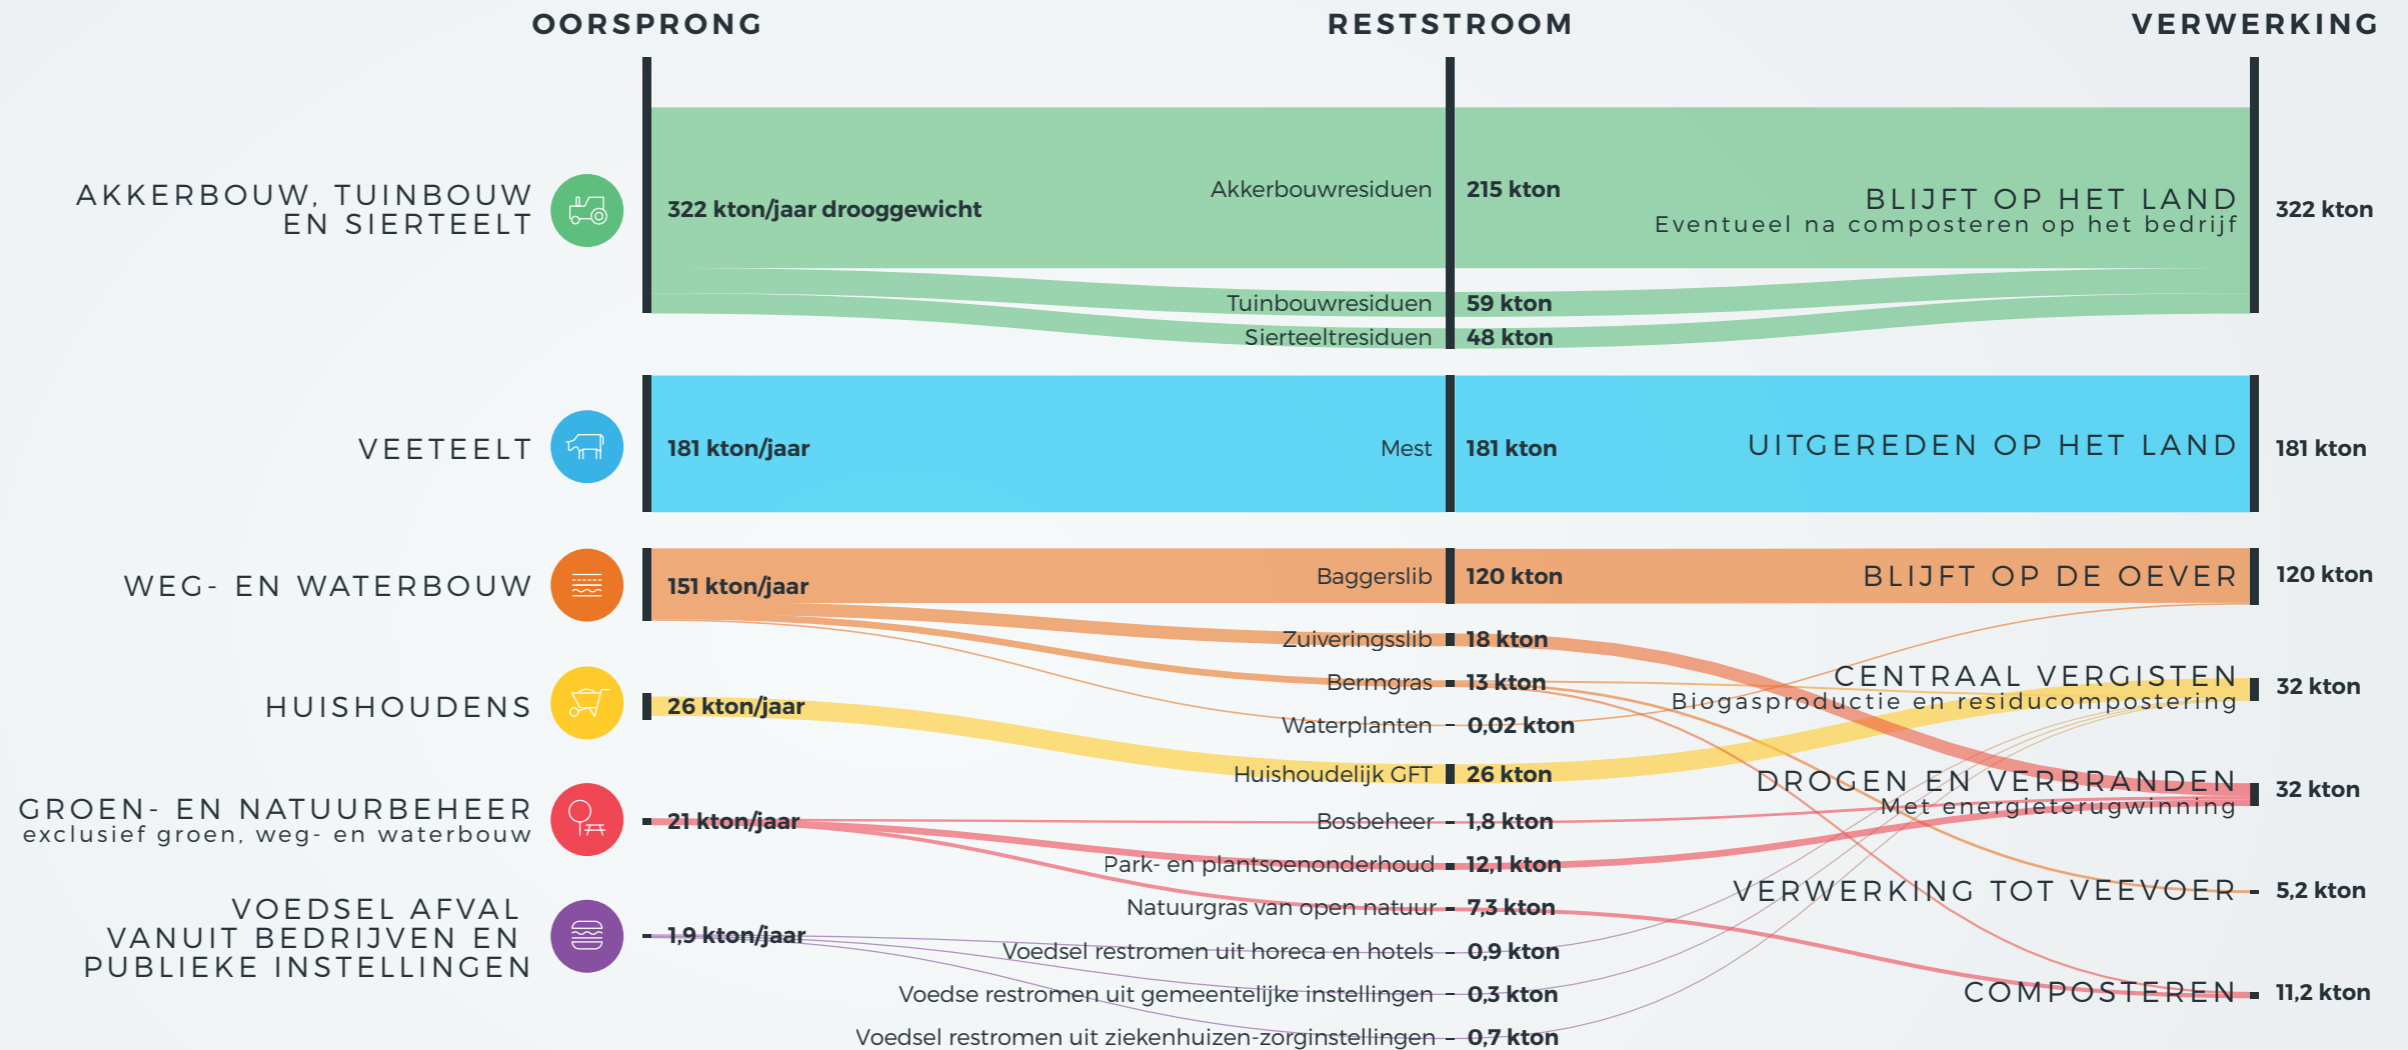 OORSPRONG
RESTSTROOM
VERWERKING
AKKERBOUW, TUINBOUW
EN SIERTEELT
322 kton/jaar drooggewicht
Akkerbouwresiduen
215 kton
BLIJFT OP HET LAND
Eventueel na composteren op het bedrijf
322 kton
Tuinbouwresiduen
59 kton
Sierteeltresiduen
48 kton
VEETEELT
181 kton/jaar
Mest
181 kton
UITGEREDEN OP HET LAND
181 kton
WEG- EN WATERBOUW
151 kton/jaar
Baggerslib
120 kton
BLIJFT OP DE OEVER
120 kton
Zuiveringsslib
18 kton
Bermgras
13 kton
CENTRAAL VERGISTEN
Biogasproductie en residucompostering
32 kton
HUISHOUDENS
26 kton/jaar
Waterplanten
0,02 kton
Huishoudelijk GFT
26 kton
DROGEN EN VERBRANDEN
Met energieterugwinning
32 kton
GROEN- EN NATUURBEHEER
exclusief groen, weg- en waterbouw
21 kton/jaar
Bosbeheer
1,8 kton
Park- en plantsoenonderhoud
12,1 kton
VERWERKING TOT VEEVOER
5,2 kton
Natuurgras van open natuur
7,3 kton
VOEDSEL AFVAL
VANUIT BEDRIJVEN EN
PUBLIEKE INSTELLINGEN
1,9 kton/jaar
Voedsel restromen uit horeca en hotels
0,9 kton
Voedse restromen uit gemeentelijke instellingen
0,3 kton
COMPOSTEREN
11,2 kton
Voedsel restromen uit ziekenhuizen-zorginstellingen
0,7 kton